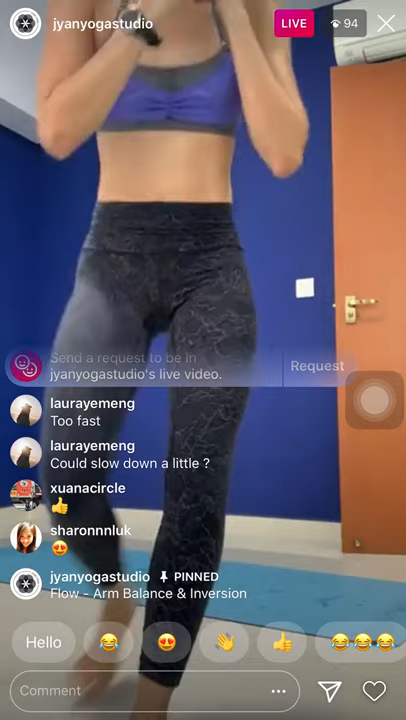 jyanyogastudio
LIVE
94
Send a request to be in
jyanyogastudio's live video.
Request
laurayemeng
Too fast
laurayemeng
Could slow down a little ?
xuanacircle
👍
sharonnnluk
😍
jyanyogastudio PINNED
Flow - Arm Balance & Inversion
Hello 😂 😍 👋 👍 😂😂😂
Comment